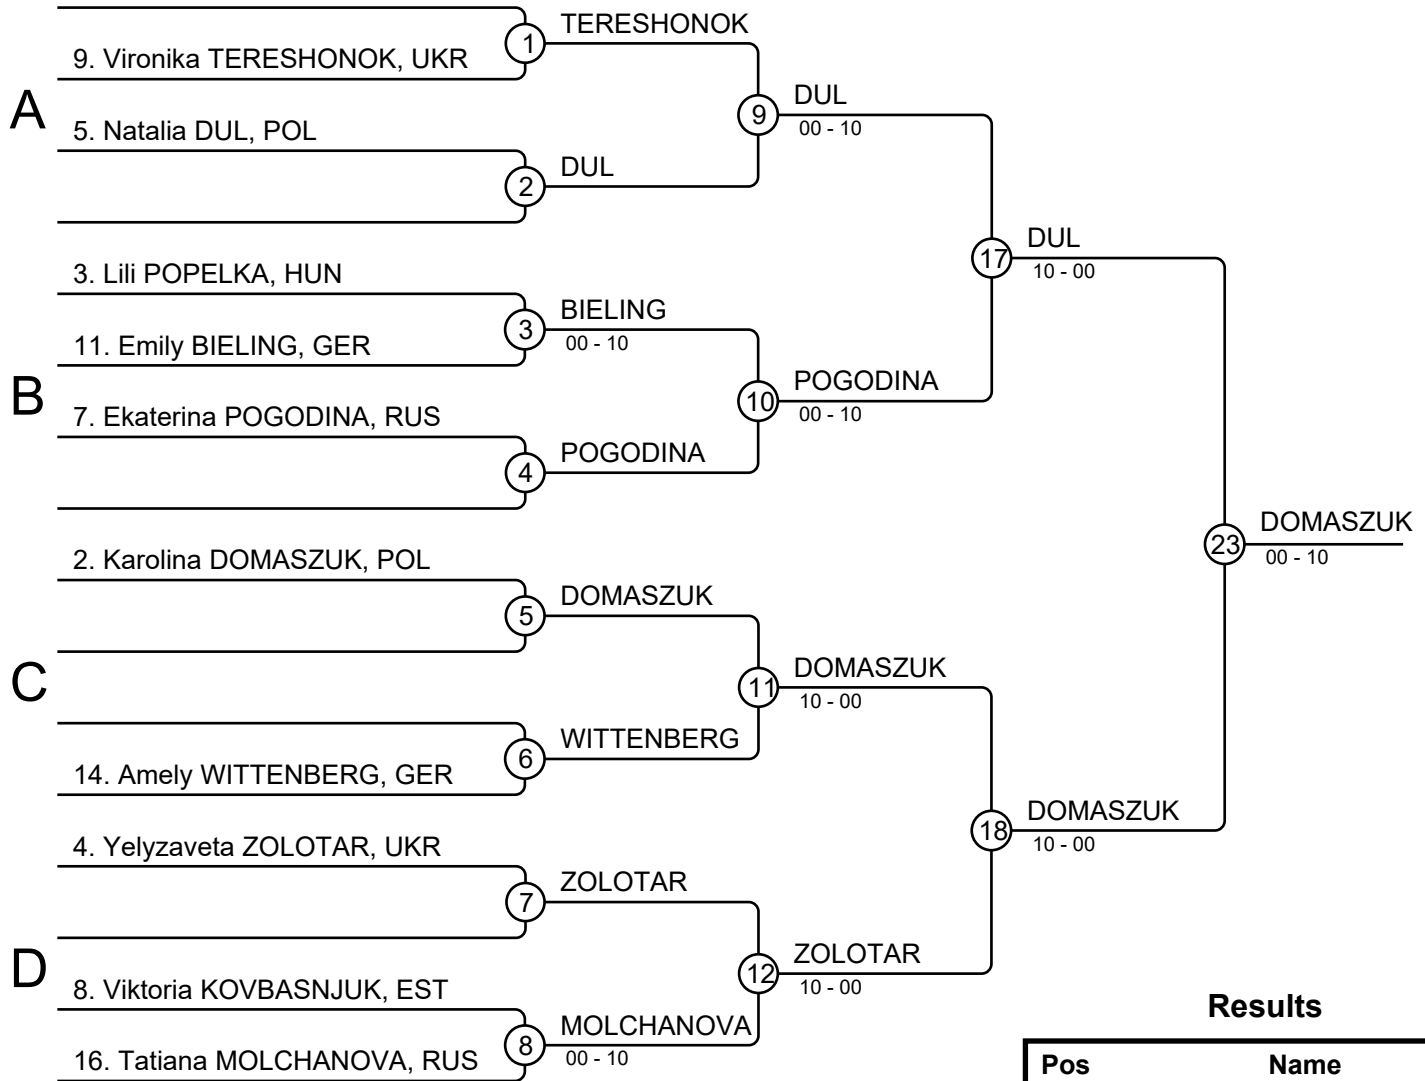 A
9. Vironika TERESHONOK, UKR
1
TERESHONOK
5. Natalia DUL, POL
2
DUL
9
DUL
00 - 10
B
3. Lili POPELKA, HUN
11. Emily BIELING, GER
3
BIELING
00 - 10
7. Ekaterina POGODINA, RUS
4
POGODINA
10
POGODINA
00 - 10
17
DUL
10 - 00
C
2. Karolina DOMASZUK, POL
5
DOMASZUK
14. Amely WITTENBERG, GER
6
WITTENBERG
11
DOMASZUK
10 - 00
D
4. Yelyzaveta ZOLOTAR, UKR
7
ZOLOTAR
8. Viktoria KOVBASNJUK, EST
16. Tatiana MOLCHANOVA, RUS
8
MOLCHANOVA
00 - 10
12
ZOLOTAR
10 - 00
18
DOMASZUK
10 - 00
23
DOMASZUK
00 - 10
Results
Pos Name